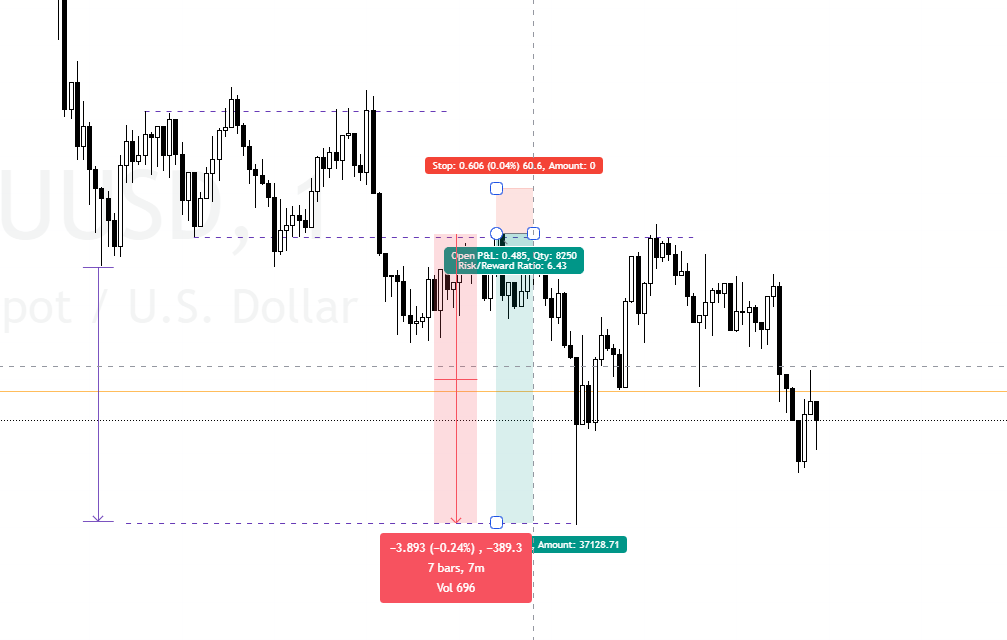 UUSD, 1
Stop: 0.606 (0.04%) 60.6, Amount: 0
Open P&L: 0.485, Qty: 8250
Risk/Reward Ratio: 6.43
pot / U.S. Dollar
, Amount: 37128.71
−3.893 (−0.24%) , −389.3
7 bars, 7m
Vol 696